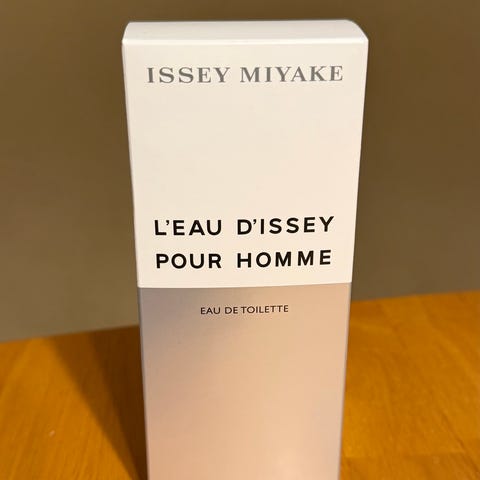 ISSEY MIYAKE
L'EAU D'ISSEY
POUR HOMME
EAU DE TOILETTE